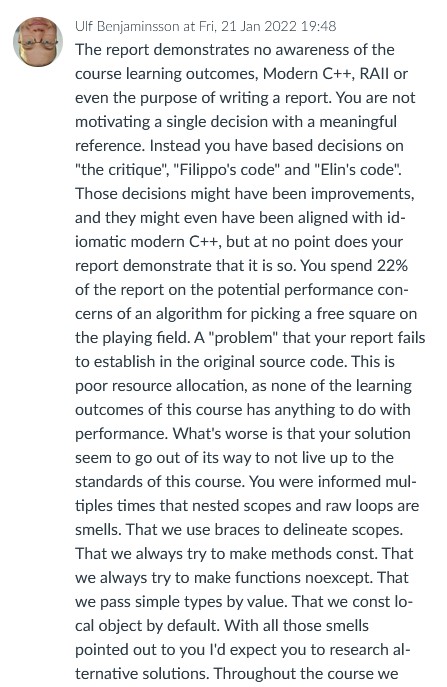 Ulf Benjaminsson at Fri, 21 Jan 2022 19:48
The report demonstrates no awareness of the
course learning outcomes, Modern C++, RAII or
even the purpose of writing a report. You are not
motivating a single decision with a meaningful
reference. Instead you have based decisions on
"the critique", "Filippo's code" and "Elin's code".
Those decisions might have been improvements,
and they might even have been aligned with id-
iomatic modern C++, but at no point does your
report demonstrate that it is so. You spend 22%
of the report on the potential performance con-
cerns of an algorithm for picking a free square on
the playing field. A "problem" that your report fails
to establish in the original source code. This is
poor resource allocation, as none of the learning
outcomes of this course has anything to do with
performance. What's worse is that your solution
seem to go out of its way to not live up to the
standards of this course. You were informed mul-
tiples times that nested scopes and raw loops are
smells. That we use braces to delineate scopes.
That we always try to make methods const. That
we always try to make functions noexcept. That
we pass simple types by value. That we const lo-
cal object by default. With all those smells
pointed out to you I'd expect you to research al-
ternative solutions. Throughout the course we